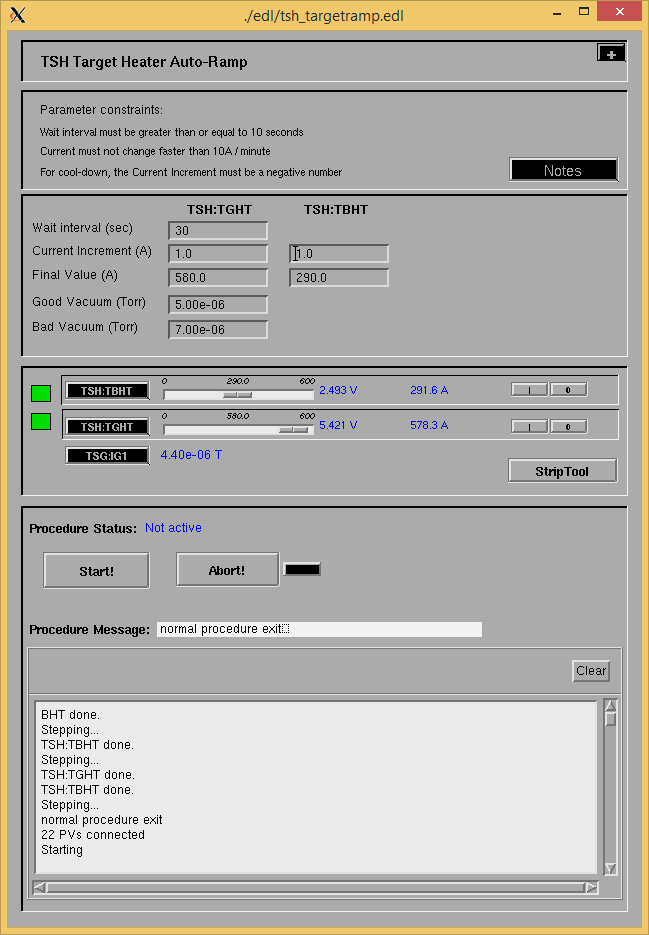 ./edl/tsh_targetramp.edl
TSH Target Heater Auto-Ramp
+
Parameter constraints:
Wait interval must be greater than or equal to 10 seconds
Current must not change faster than 10A / minute
For cool-down, the Current Increment must be a negative number
Notes
TSH:TGHT TSH:TBHT
Wait interval (sec) 30
Current Increment (A) 1.0 1.0
Final Value (A) 580.0 290.0
Good Vacuum (Torr) 5.00e-06
Bad Vacuum (Torr) 7.00e-06
0 290.0 600
TSH:TBHT 2.493 V 291.6 A I 0
0 580.0 600
TSH:TGHT 5.421 V 578.3 A I 0
TSG:IG1 4.40e-06 T
StripTool
Procedure Status: Not active
Start! Abort!
Procedure Message: normal procedure exit
Clear
BHT done.
Stepping...
TSH:TBHT done.
Stepping...
TSH:TGHT done.
TSH:TBHT done.
Stepping...
normal procedure exit
22 PVs connected
Starting